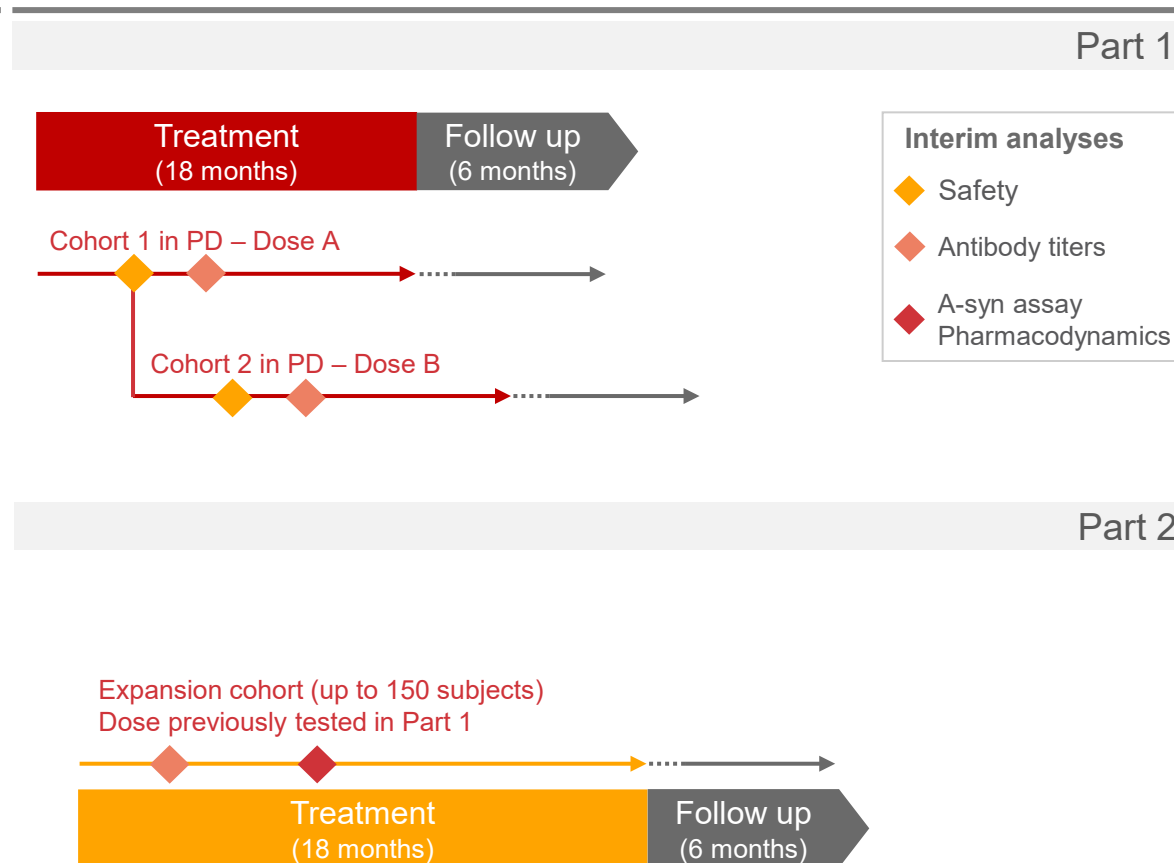 Part 1
Treatment
(18 months)
Follow up
(6 months)
Interim analyses
Safety
Antibody titers
A-syn assay
Pharmacodynamics
Cohort 1 in PD – Dose A
Cohort 2 in PD – Dose B
Part 2
Expansion cohort (up to 150 subjects)
Dose previously tested in Part 1
Treatment
(18 months)
Follow up
(6 months)